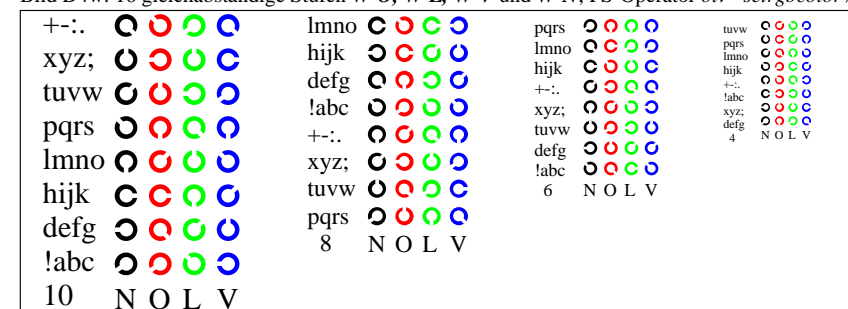 +-:.
xyz;
tuvw
pqrs
lmno
hijk
defg
!abc
10 N O L V
lmno
hijk
defg
!abc
+-:.
xyz;
tuvw
pqrs
8 N O L V
pqrs
lmno
hijk
+-:.
xyz;
tuvw
defg
!abc
6 N O L V
tuvw
pqrs
lmno
hijk
+-:.
!abc
xyz;
defg
4 N O L V